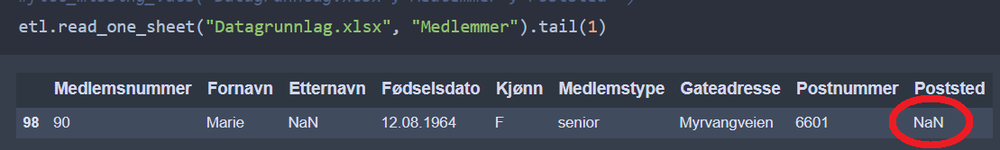 etl.read_one_sheet("Datagrunnlag.xlsx", "Medlemmer").tail(1)
Medlemsnummer Fornavn Etternavn Fødselsdato Kjønn Medlemstype Gateadresse Postnummer Poststed
98 90 Marie NaN 12.08.1964 F senior Myrvangveien 6601 NaN